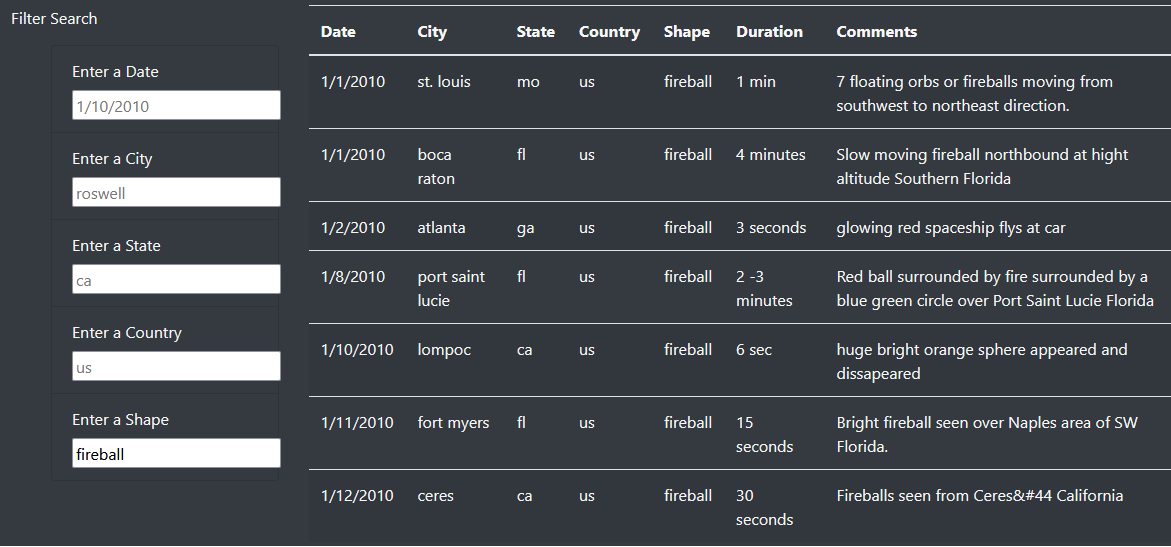 Filter Search
Enter a Date
1/10/2010
Enter a City
roswell
Enter a State
ca
Enter a Country
us
Enter a Shape
fireball
Date City State Country Shape Duration Comments
1/1/2010 st. louis mo us fireball 1 min 7 floating orbs or fireballs moving from
southwest to northeast direction.
1/1/2010 boca fl us fireball 4 minutes Slow moving fireball northbound at hight
raton altitude Southern Florida
1/2/2010 atlanta ga us fireball 3 seconds glowing red spaceship flys at car
1/8/2010 port saint fl us fireball 2 -3 Red ball surrounded by fire surrounded by a
lucie minutes blue green circle over Port Saint Lucie Florida
1/10/2010 lompoc ca us fireball 6 sec huge bright orange sphere appeared and
dissapeared
1/11/2010 fort myers fl us fireball 15 Bright fireball seen over Naples area of SW
seconds Florida.
1/12/2010 ceres ca us fireball 30 Fireballs seen from Ceres&#44 California
seconds